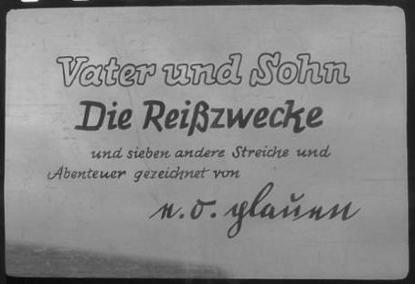 Vater und Sohn
Die Reißzwecke
und sieben andere Streiche und
Abenteuer gezeichnet von
e. o. plauen